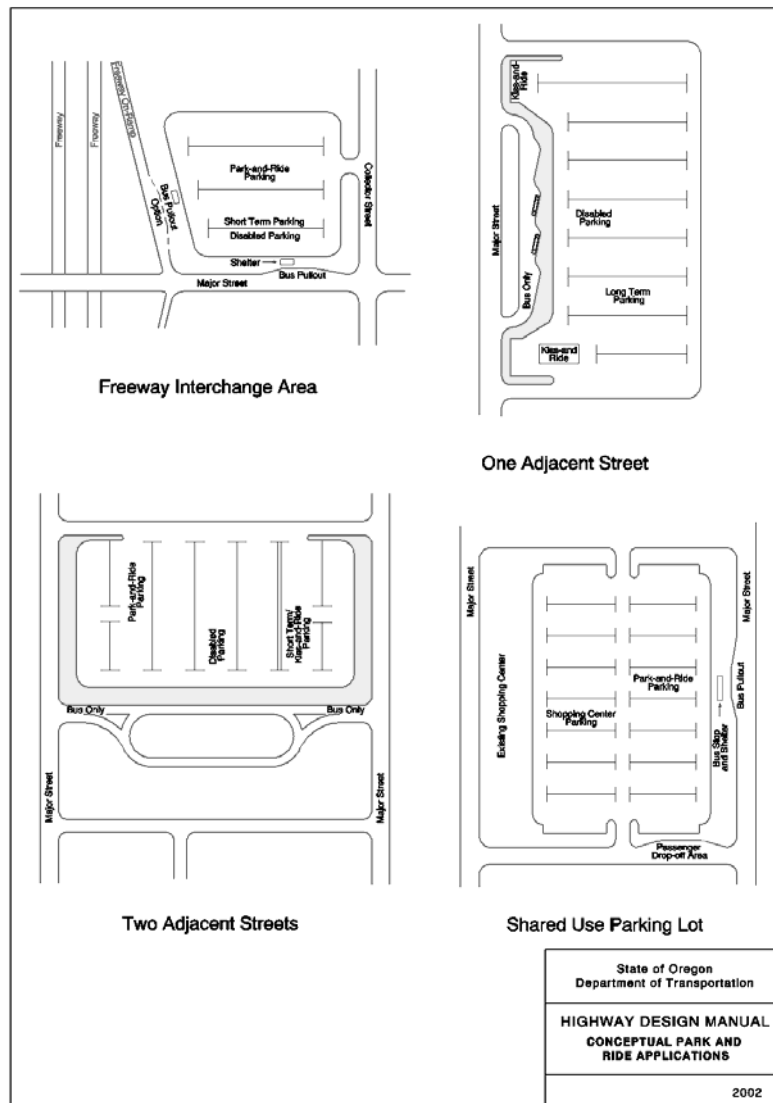 Freeway
Freeway
Freeway On-Ramp
Bus Pullout
Option
Park-and-Ride
Parking
Short Term Parking
Disabled Parking
Shelter
Bus Pullout
Major Street
Collector Street
Freeway Interchange Area
Kiss-and-
Ride
Major Street
Bus Only
Disabled
Parking
Long Term
Parking
Kiss-and
Ride
One Adjacent Street
Park-and-Ride
Parking
Disabled
Parking
Short Term/
Kiss-and-Ride
Parking
Bus Only
Bus Only
Major Street
Major Street
Two Adjacent Streets
Major Street
Existing Shopping Center
Shopping Center
Parking
Park-and-Ride
Parking
Bus Stop
and Shelter
Bus Pullout
Major Street
Passenger
Drop-off Area
Shared Use Parking Lot
State of Oregon
Department of Transportation
HIGHWAY DESIGN MANUAL
CONCEPTUAL PARK AND
RIDE APPLICATIONS
2002